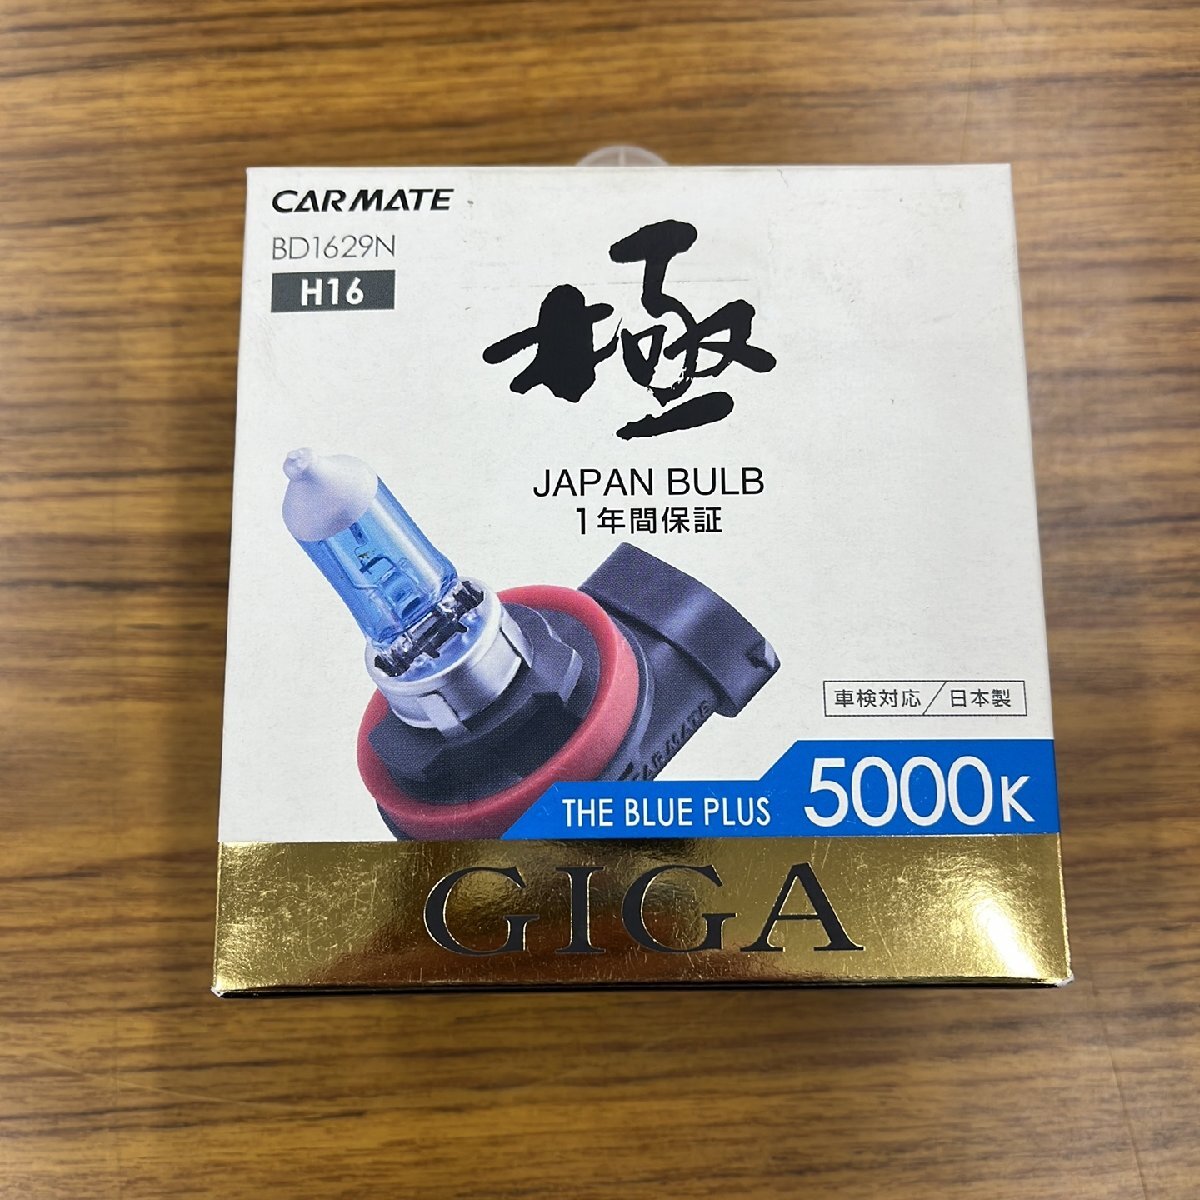 CARMATE
BD1629N
H16
極
JAPAN BULB
1年間保証
CARMATE
車検対応/日本製
THE BLUE PLUS 5000K
GIGA